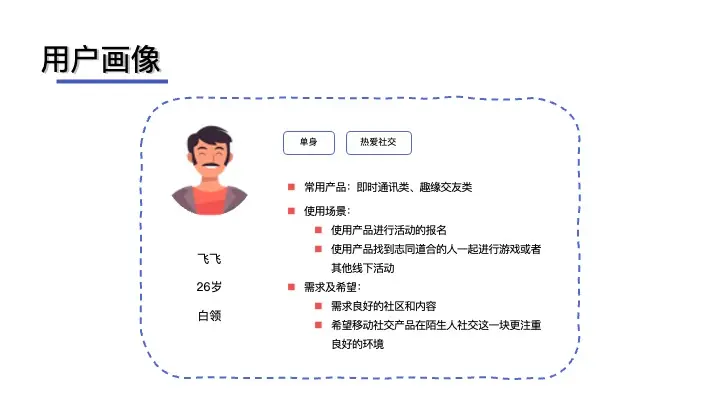 用户画像
单身
热爱社交
常用产品：即时通讯类、趣缘交友类
使用场景：
使用产品进行活动的报名
使用产品找到志同道合的人一起进行游戏或者
其他线下活动
需求及希望：
需求良好的社区和内容
希望移动社交产品在陌生人社交这一块更注重
良好的环境
飞飞
26岁
白领